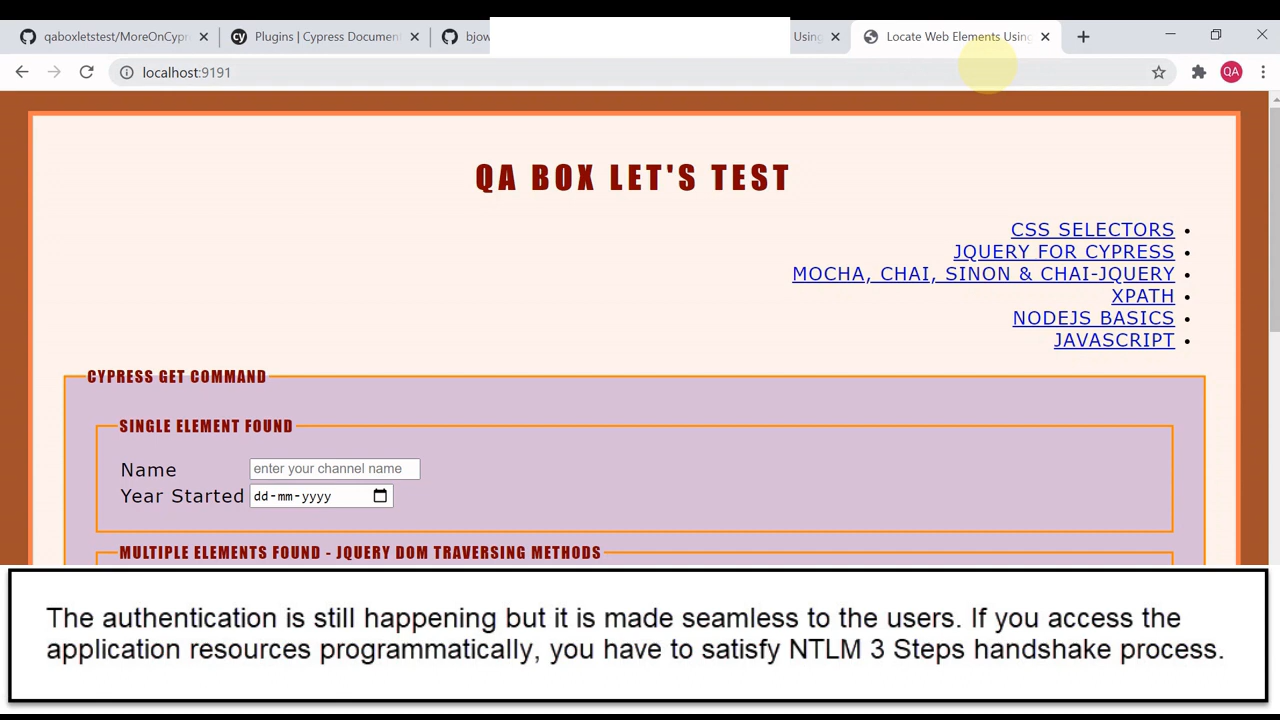 qaboxletstest/MoreOnCypr
Plugins | Cypress Document
bjow
Using
Locate Web Elements Using
localhost:9191
QA
QA BOX LET'S TEST
CSS SELECTORS
JQUERY FOR CYPRESS
MOCHA, CHAI, SINON & CHAI-JQUERY
XPATH
NODEJS BASICS
JAVASCRIPT
CYPRESS GET COMMAND
SINGLE ELEMENT FOUND
Name enter your channel name
Year Started dd-mm-yyyy
MULTIPLE ELEMENTS FOUND - JQUERY DOM TRAVERSING METHODS
The authentication is still happening but it is made seamless to the users. If you access the
application resources programmatically, you have to satisfy NTLM 3 Steps handshake process.